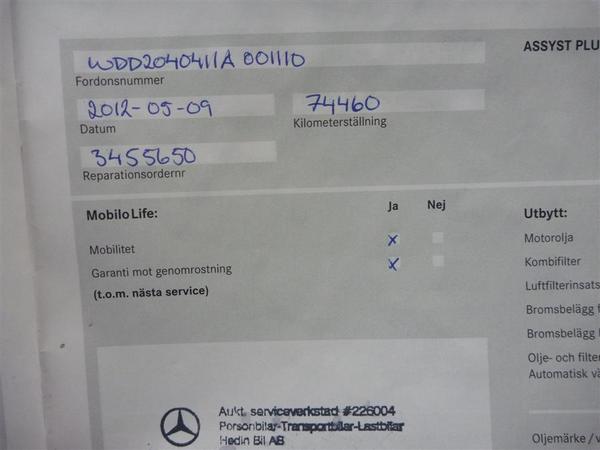 WDD2040411A 001110
Fordonsnummer
ASSYST PLU
2012-05-09
Datum
74460
Kilometerställning
3455650
Reparationsordernr
MobiloLife:
Ja
Nej
Utbytt:
Mobilitet
x
Motorolja
Garanti mot genomrostning
x
Kombifilter
(t.o.m. nästa service)
Luftfilterinsats
Bromsbelägg f
Bromsbelägg
Olje- och filter
Automatisk vä
Aukt. serviceverkstad #226004
Personbilar-Transportbilar-Lastbilar
Hedin Bil AB
Oljemärke / v